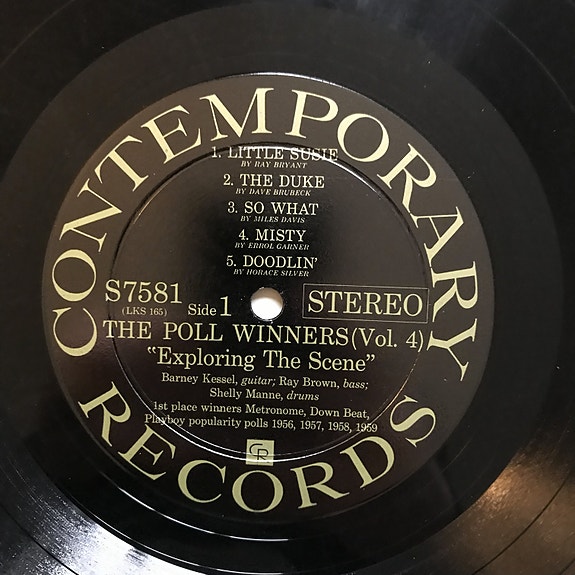 CONTEMPORARY
1. LITTLE SUSIE
BY RAY BRYANT
2. THE DUKE
BY DAVE BRUBECK
3. SO WHAT
BY MILES DAVIS
4. MISTY
BY ERROL GARNER
5. DOODLIN'
BY HORACE SILVER
S7581 Side 1 STEREO
(LKS 165)
THE POLL WINNERS (Vol. 4)
"Exploring The Scene"
Barney Kessel, guitar; Ray Brown, bass;
Shelly Manne, drums
1st place winners Metronome, Down Beat,
Playboy popularity polls 1956, 1957, 1958, 1959
CR
RECORDS